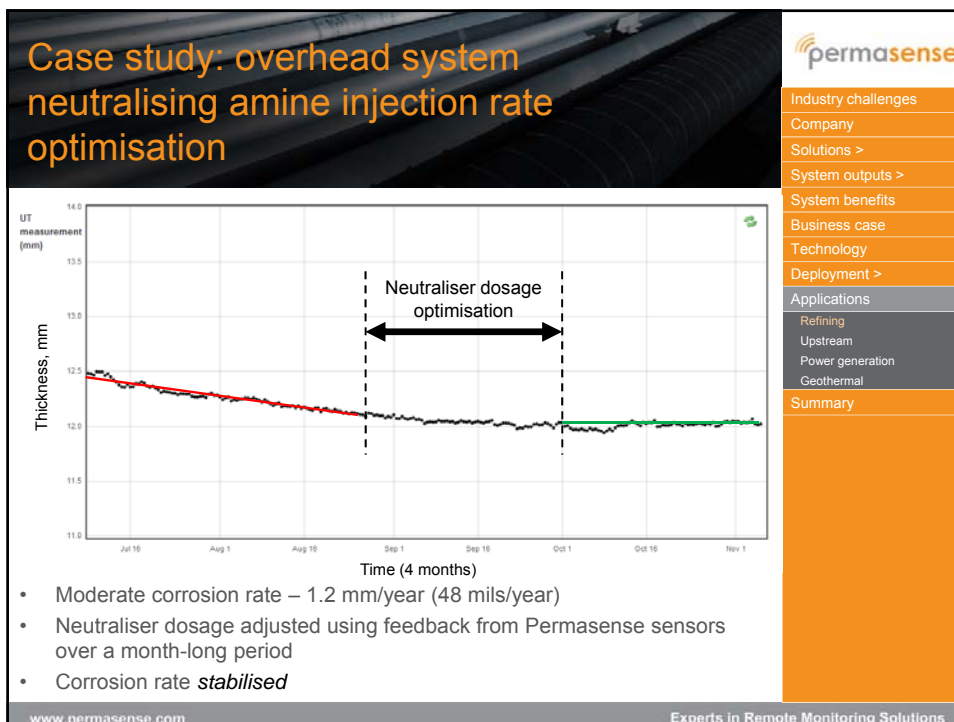 Case study: overhead system
neutralising amine injection rate
optimisation
permasense
Industry challenges
Company
Solutions >
System outputs >
System benefits
Business case
Technology
Deployment >
Applications
Refining
Upstream
Power generation
Geothermal
Summary
UT
measurement
(mm)
Thickness, mm
14.0
13.5
13.0
12.5
12.0
11.5
11.0
Neutraliser dosage
optimisation
Jul 16
Aug 1
Aug 16
Sep 1
Sep 16
Oct 1
Oct 16
Nov 1
Time (4 months)
• Moderate corrosion rate – 1.2 mm/year (48 mils/year)
• Neutraliser dosage adjusted using feedback from Permasense sensors
over a month-long period
• Corrosion rate stabilised
www.permasense.com
Experts in Remote Monitoring Solutions